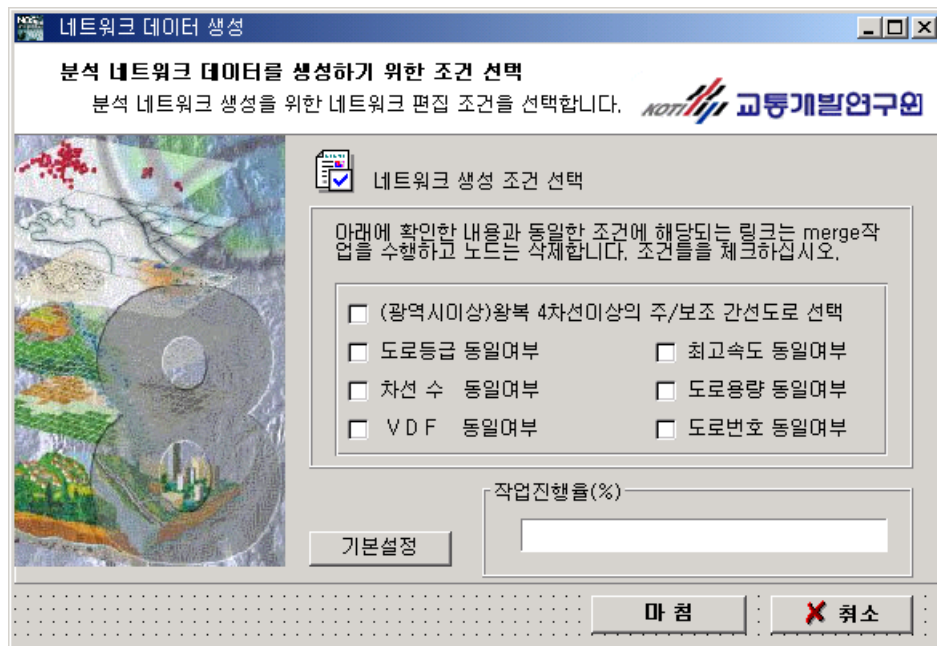 네트워크 데이터 생성
분석 네트워크 데이터를 생성하기 위한 조건 선택
분석 네트워크 생성을 위한 네트워크 편집 조건을 선택합니다.
KOTI 교통개발연구원
네트워크 생성 조건 선택
아래에 확인한 내용과 동일한 조건에 해당되는 링크는 merge작
업을 수행하고 노드는 삭제합니다. 조건들을 체크하십시오.
(광역시이상)왕복 4차선이상의 주/보조 간선도로 선택
도로등급 동일여부 최고속도 동일여부
차선 수 동일여부 도로용량 동일여부
V D F 동일여부 도로번호 동일여부
작업진행율(%)
기본설정
마 침 취소